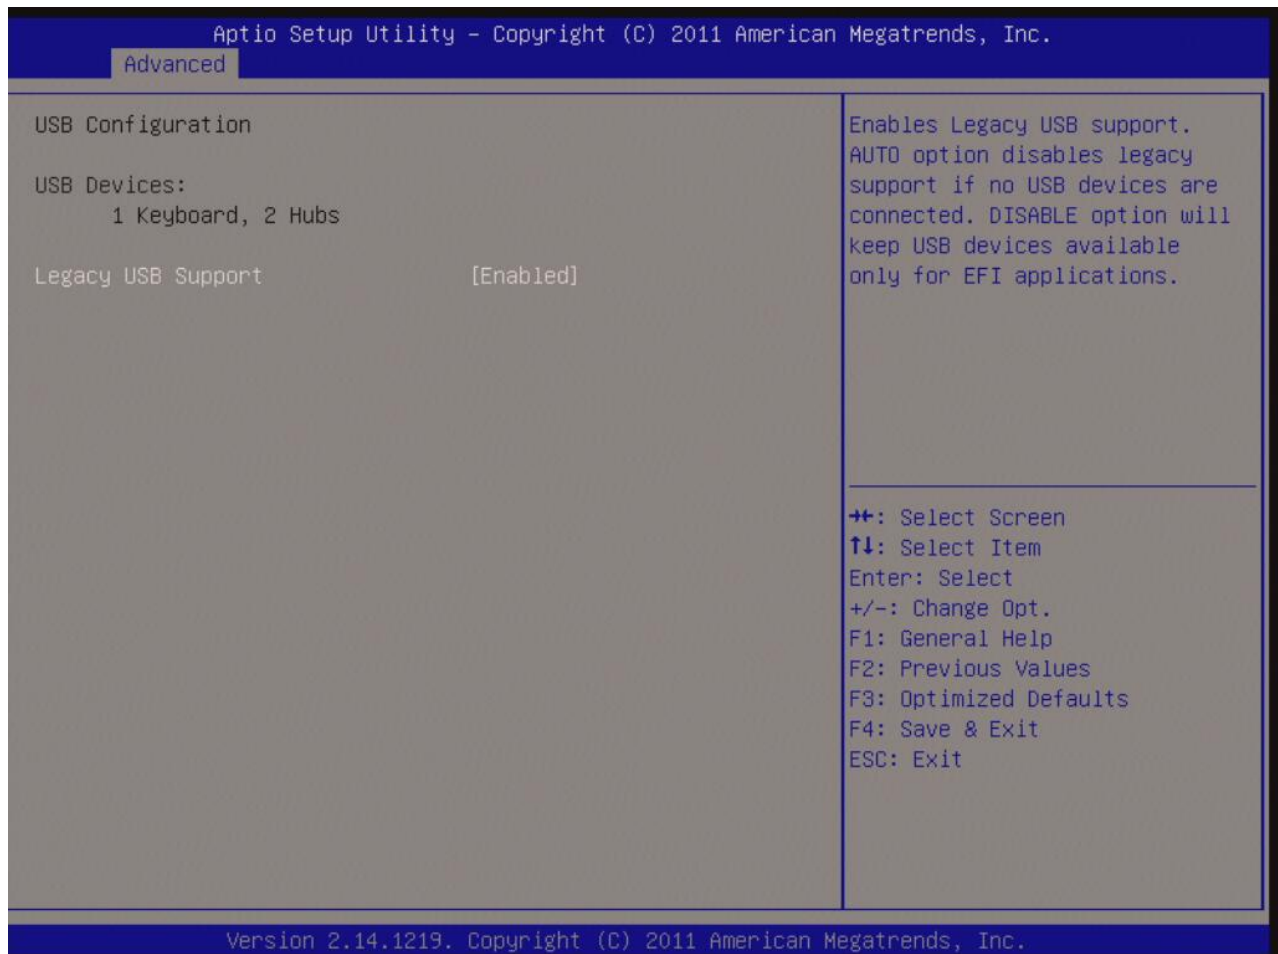 Aptio Setup Utility – Copyright (C) 2011 American Megatrends, Inc.
Advanced
USB Configuration
USB Devices:
1 Keyboard, 2 Hubs
Legacy USB Support [Enabled]
Enables Legacy USB support.
AUTO option disables legacy
support if no USB devices are
connected. DISABLE option will
keep USB devices available
only for EFI applications.
→←: Select Screen
↑↓: Select Item
Enter: Select
+/-: Change Opt.
F1: General Help
F2: Previous Values
F3: Optimized Defaults
F4: Save & Exit
ESC: Exit
Version 2.14.1219. Copyright (C) 2011 American Megatrends, Inc.